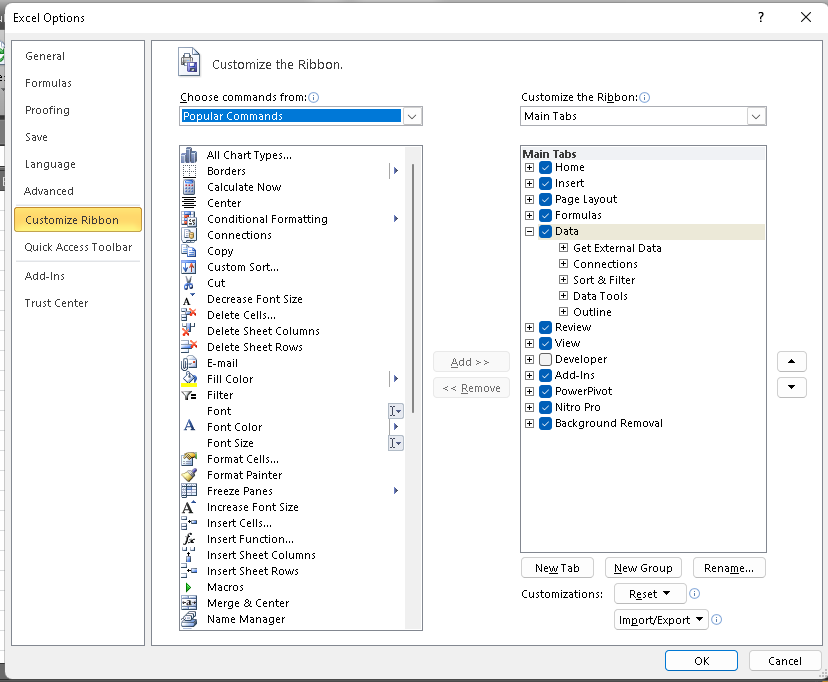 Excel Options
?
General
Formulas
Proofing
Save
Language
Advanced
Customize Ribbon
Quick Access Toolbar
Add-Ins
Trust Center
Customize the Ribbon.
Choose commands from:
Popular Commands
All Chart Types...
Borders
Calculate Now
Center
Conditional Formatting
Connections
Copy
Custom Sort...
Cut
Decrease Font Size
Delete Cells...
Delete Sheet Columns
Delete Sheet Rows
E-mail
Fill Color
Filter
Font
Font Color
Font Size
Format Cells...
Format Painter
Freeze Panes
Increase Font Size
Insert Cells...
Insert Function...
Insert Sheet Columns
Insert Sheet Rows
Macros
Merge & Center
Name Manager
Add >>
<< Remove
Customize the Ribbon:
Main Tabs
Main Tabs
Home
Insert
Page Layout
Formulas
Data
Get External Data
Connections
Sort & Filter
Data Tools
Outline
Review
View
Developer
Add-Ins
PowerPivot
Nitro Pro
Background Removal
New Tab
New Group
Rename...
Customizations:
Reset
Import/Export
OK
Cancel